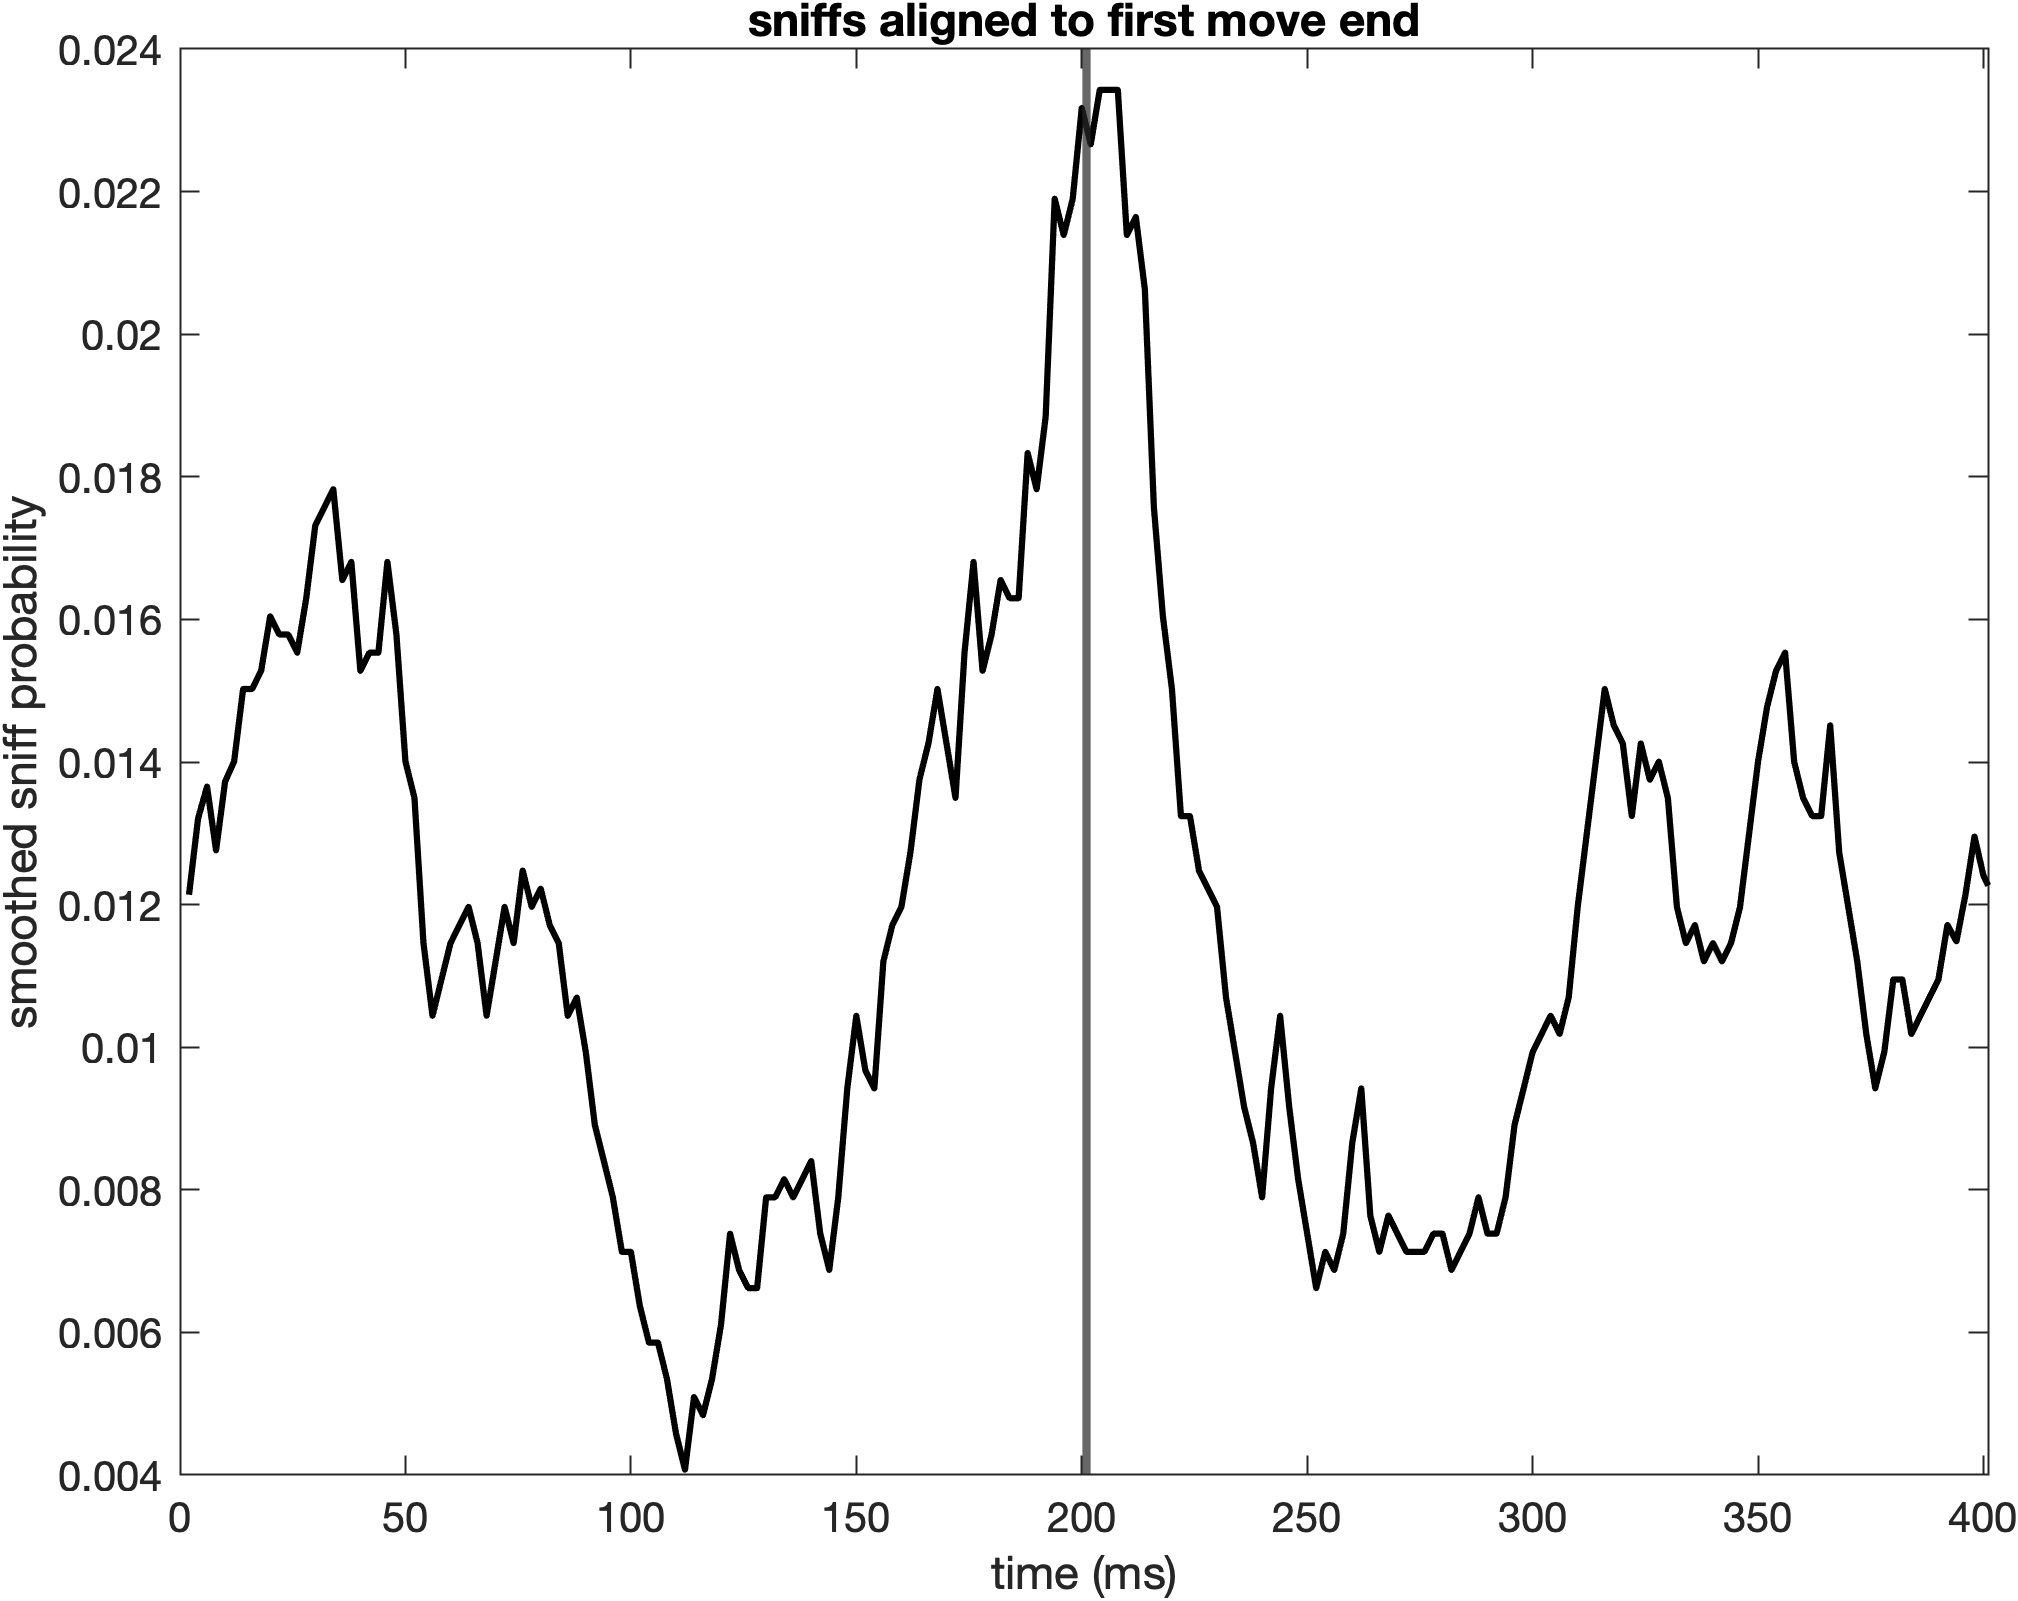 sniffs aligned to first move end
0.024
0.022
0.02
0.018
0.016
0.014
0.012
0.01
0.008
0.006
0.004
smoothed sniff probability
0 50 100 150 200 250 300 350 400
time (ms)